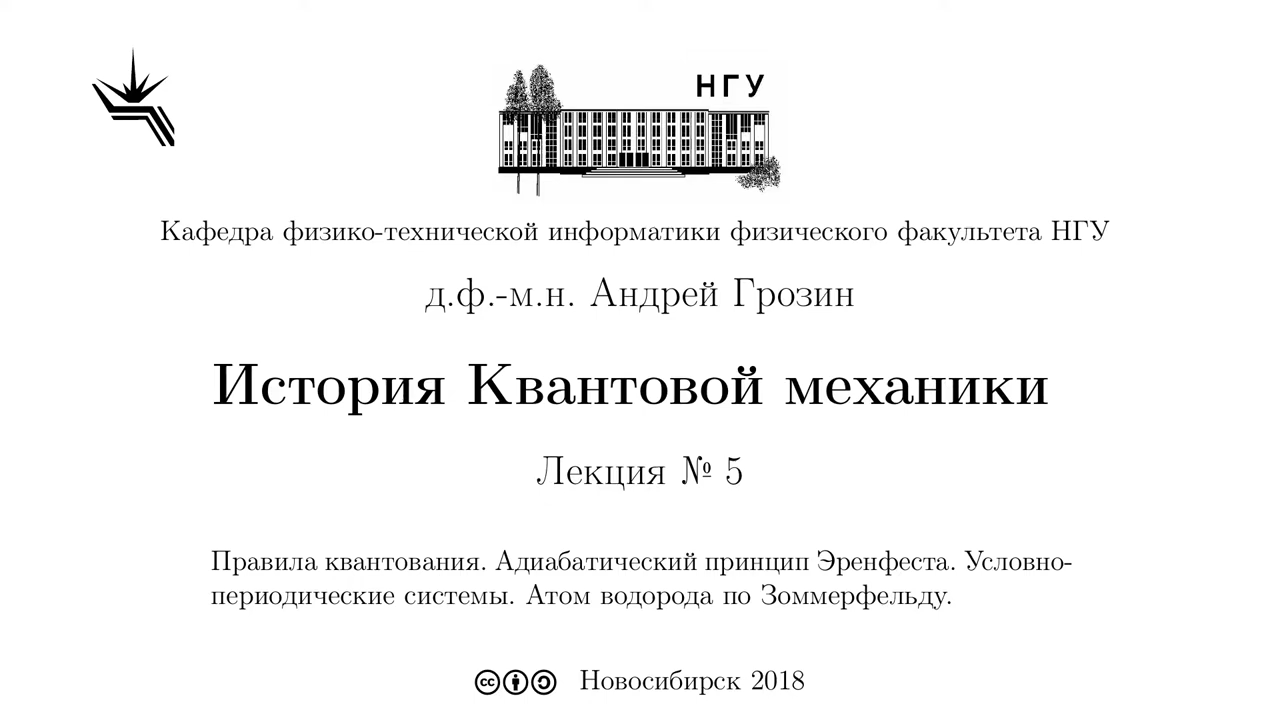 НГУ
Кафедра физико-технической информатики физического факультета НГУ
д.ф.-м.н. Андрей Грозин
История Квантовой механики
Лекция № 5
Правила квантования. Адиабатический принцип Эренфеста. Условно-
периодические системы. Атом водорода по Зоммерфельду.
cc Новосибирск 2018